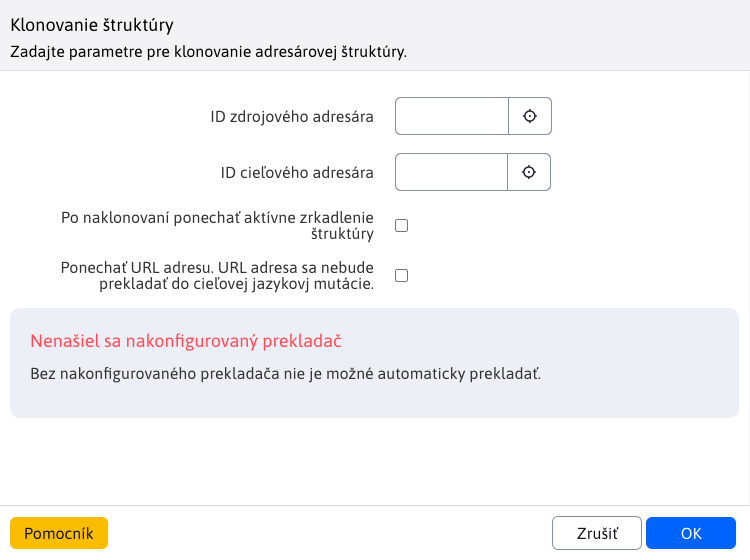 Klonovanie štruktúry
Zadajte parametre pre klonovanie adresárovej štruktúry.
ID zdrojového adresára
ID cieľového adresára
Po naklonovaní ponechať aktívne zrkadlenie
štruktúry
Ponechať URL adresu. URL adresa sa nebude
prekladať do cieľovej jazykovj mutácie.
Nenašiel sa nakonfigurovaný prekladač
Bez nakonfigurovaného prekladača nie je možné automaticky prekladať.
Pomocník
Zrušiť
OK